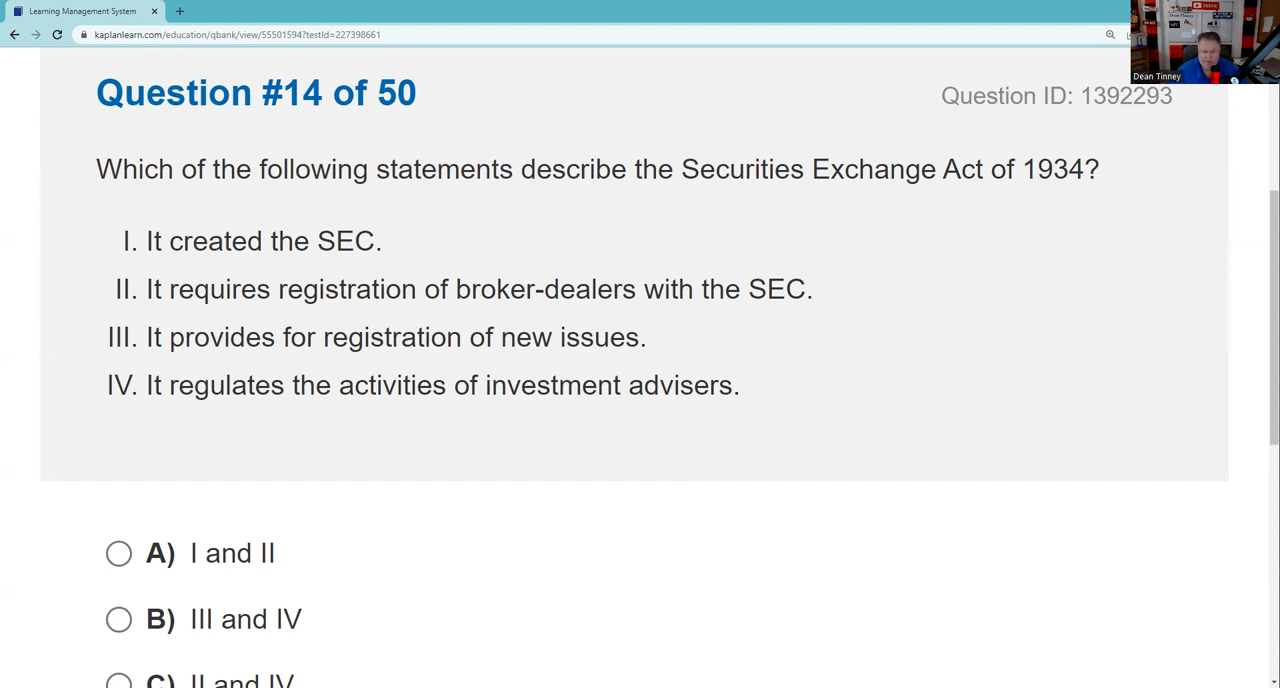 Learning Management System
kaplanlearn.com/education/qbank/view/55501594?testId=227398661
Dean Tinney
Question #14 of 50
Question ID: 1392293
Which of the following statements describe the Securities Exchange Act of 1934?
I. It created the SEC.
II. It requires registration of broker-dealers with the SEC.
III. It provides for registration of new issues.
IV. It regulates the activities of investment advisers.
A) I and II
B) III and IV
C) II and IV